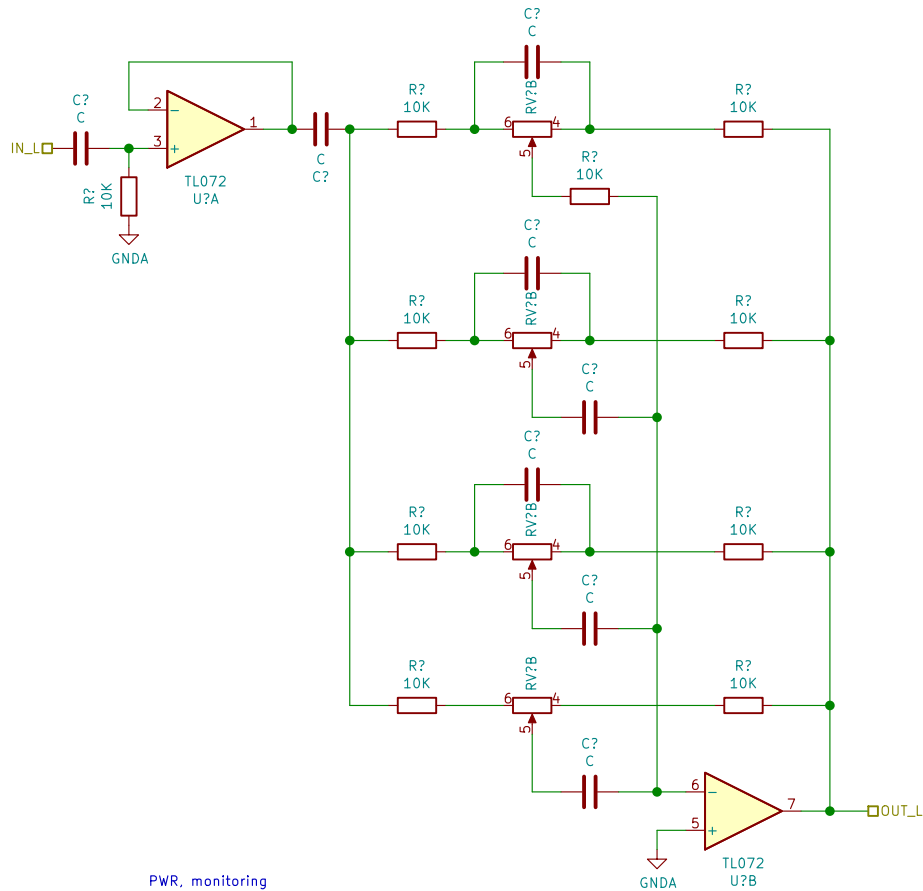 C?
C
R?
10K
RV?B
6
4
5
R?
10K
C?
C
2
3
1
IN_L
C
C?
R?
10K
TL072
U?A
GNDA
R?
10K
C?
C
R?
10K
RV?B
6
4
5
R?
10K
C?
C
C?
C
R?
10K
RV?B
6
4
5
R?
10K
C?
C
R?
10K
RV?B
6
4
5
R?
10K
C?
C
6
5
7
OUT_L
TL072
U?B
GNDA
PWR, monitoring